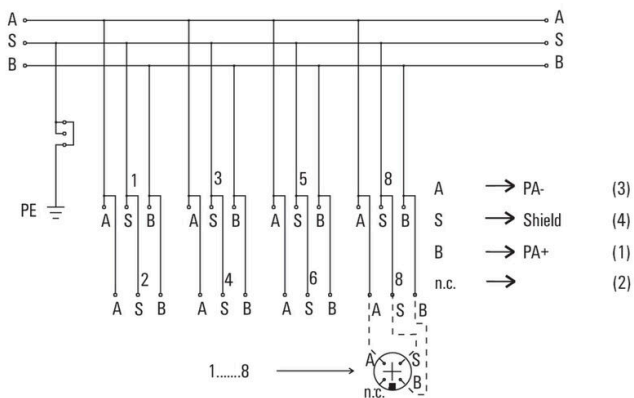 A A
S S
B B
1 3 5 8
A → PA- (3)
PE A S B A S B A S B A S B
S → Shield (4)
B → PA+ (1)
2 4 6 8
n.c. → (2)
A S B A S B A S B A S B
A S
1.......8
B
n.c.